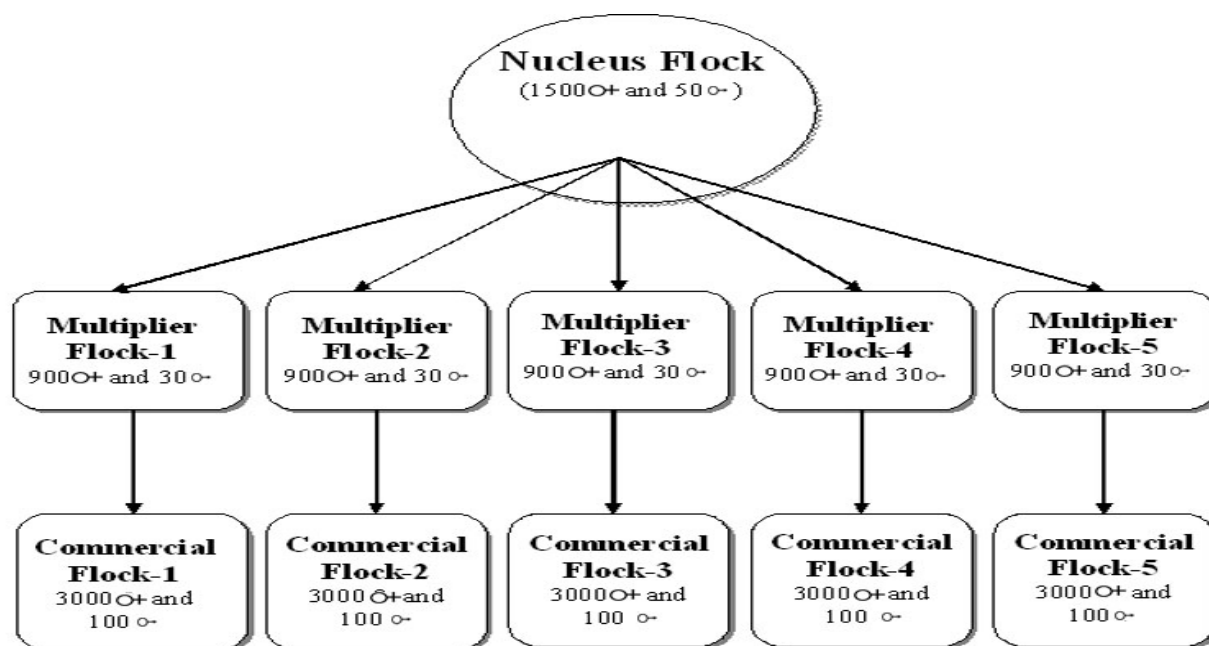 Nucleus Flock
(1500♀ and 50♂)
Multiplier
Flock-1
900♀ and 30♂
Multiplier
Flock-2
900♀ and 30♂
Multiplier
Flock-3
900♀ and 30♂
Multiplier
Flock-4
900♀ and 30♂
Multiplier
Flock-5
900♀ and 30♂
Commercial
Flock-1
3000♀ and
100♂
Commercial
Flock-2
3000♀and
100♂
Commercial
Flock-3
3000♀ and
100♂
Commercial
Flock-4
3000♀ and
100♂
Commercial
Flock-5
3000♀ and
100♂